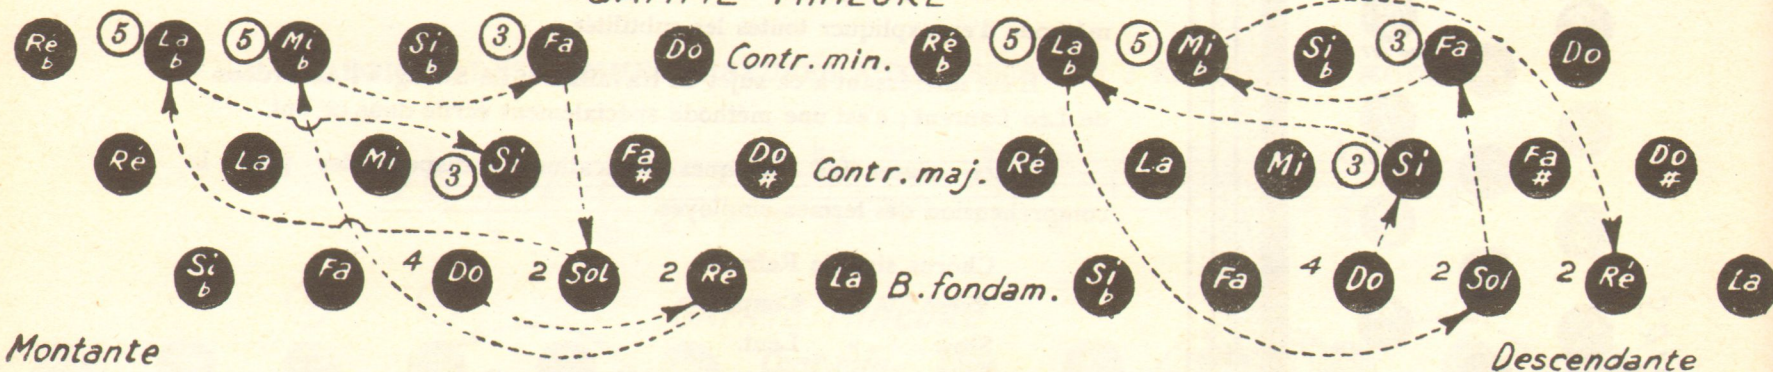 GAMME MINEURE
Ré b 5 La b 5 Mi b Si b 3 Fa Do Contr. min. Ré b 5 La b 5 Mi b Si b 3 Fa Do
Ré La Mi 3 Si Fa # Do # Contr. maj. Ré La Mi 3 Si Fa # Do #
Si b Fa 4 Do 2 Sol 2 Ré La B. fondam. Si b Fa 4 Do 2 Sol 2 Ré La
Montante Descendante